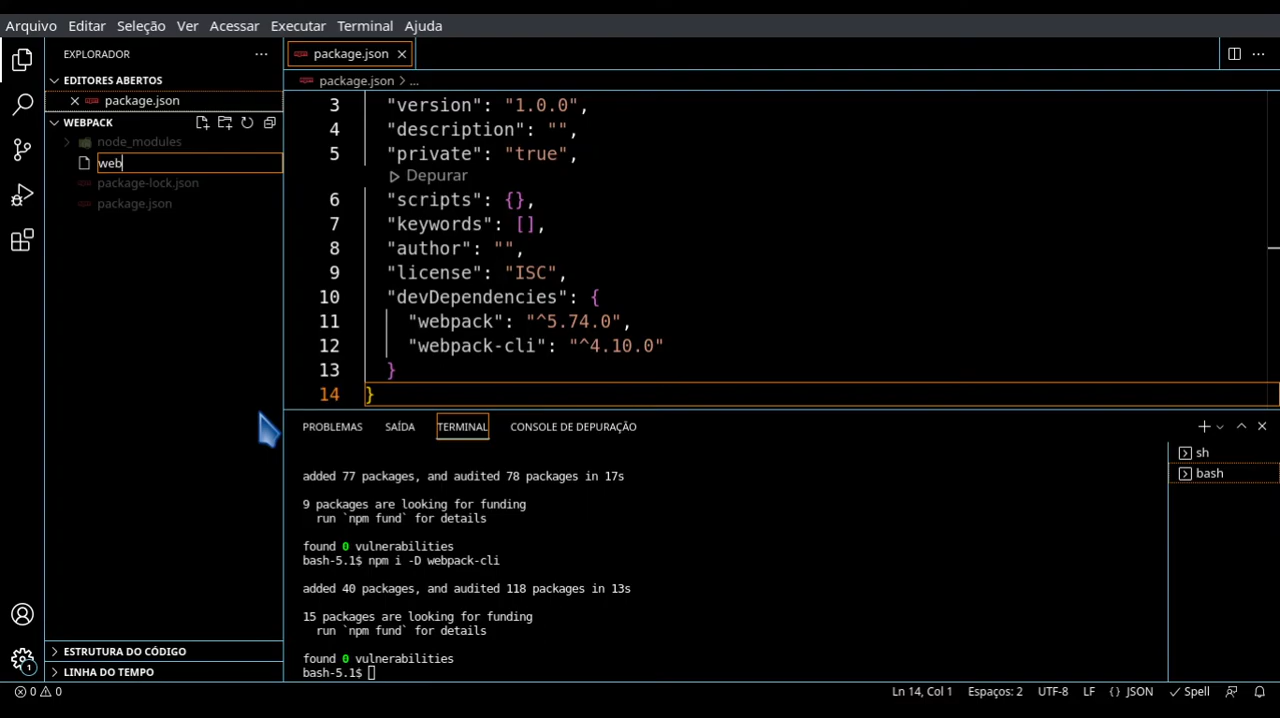 Arquivo Editar Seleção Ver Acessar Executar Terminal Ajuda
EXPLORADOR
EDITORES ABERTOS
package.json
WEBPACK
node_modules
web
package-lock.json
package.json
ESTRUTURA DO CÓDIGO
LINHA DO TEMPO
package.json
package.json > ...
3 "version": "1.0.0",
4 "description": "",
5 "private": "true",
Depurar
6 "scripts": {},
7 "keywords": [],
8 "author": "",
9 "license": "ISC",
10 "devDependencies": {
11 "webpack": "^5.74.0",
12 "webpack-cli": "^4.10.0"
13 }
14 }
PROBLEMAS SAÍDA TERMINAL CONSOLE DE DEPURAÇÃO
added 77 packages, and audited 78 packages in 17s
9 packages are looking for funding
run `npm fund` for details
found 0 vulnerabilities
bash-5.1$ npm i -D webpack-cli
added 40 packages, and audited 118 packages in 13s
15 packages are looking for funding
run `npm fund` for details
found 0 vulnerabilities
bash-5.1$
sh
bash
1
0 0
Ln 14, Col 1 Espaços: 2 UTF-8 LF {} JSON Spell